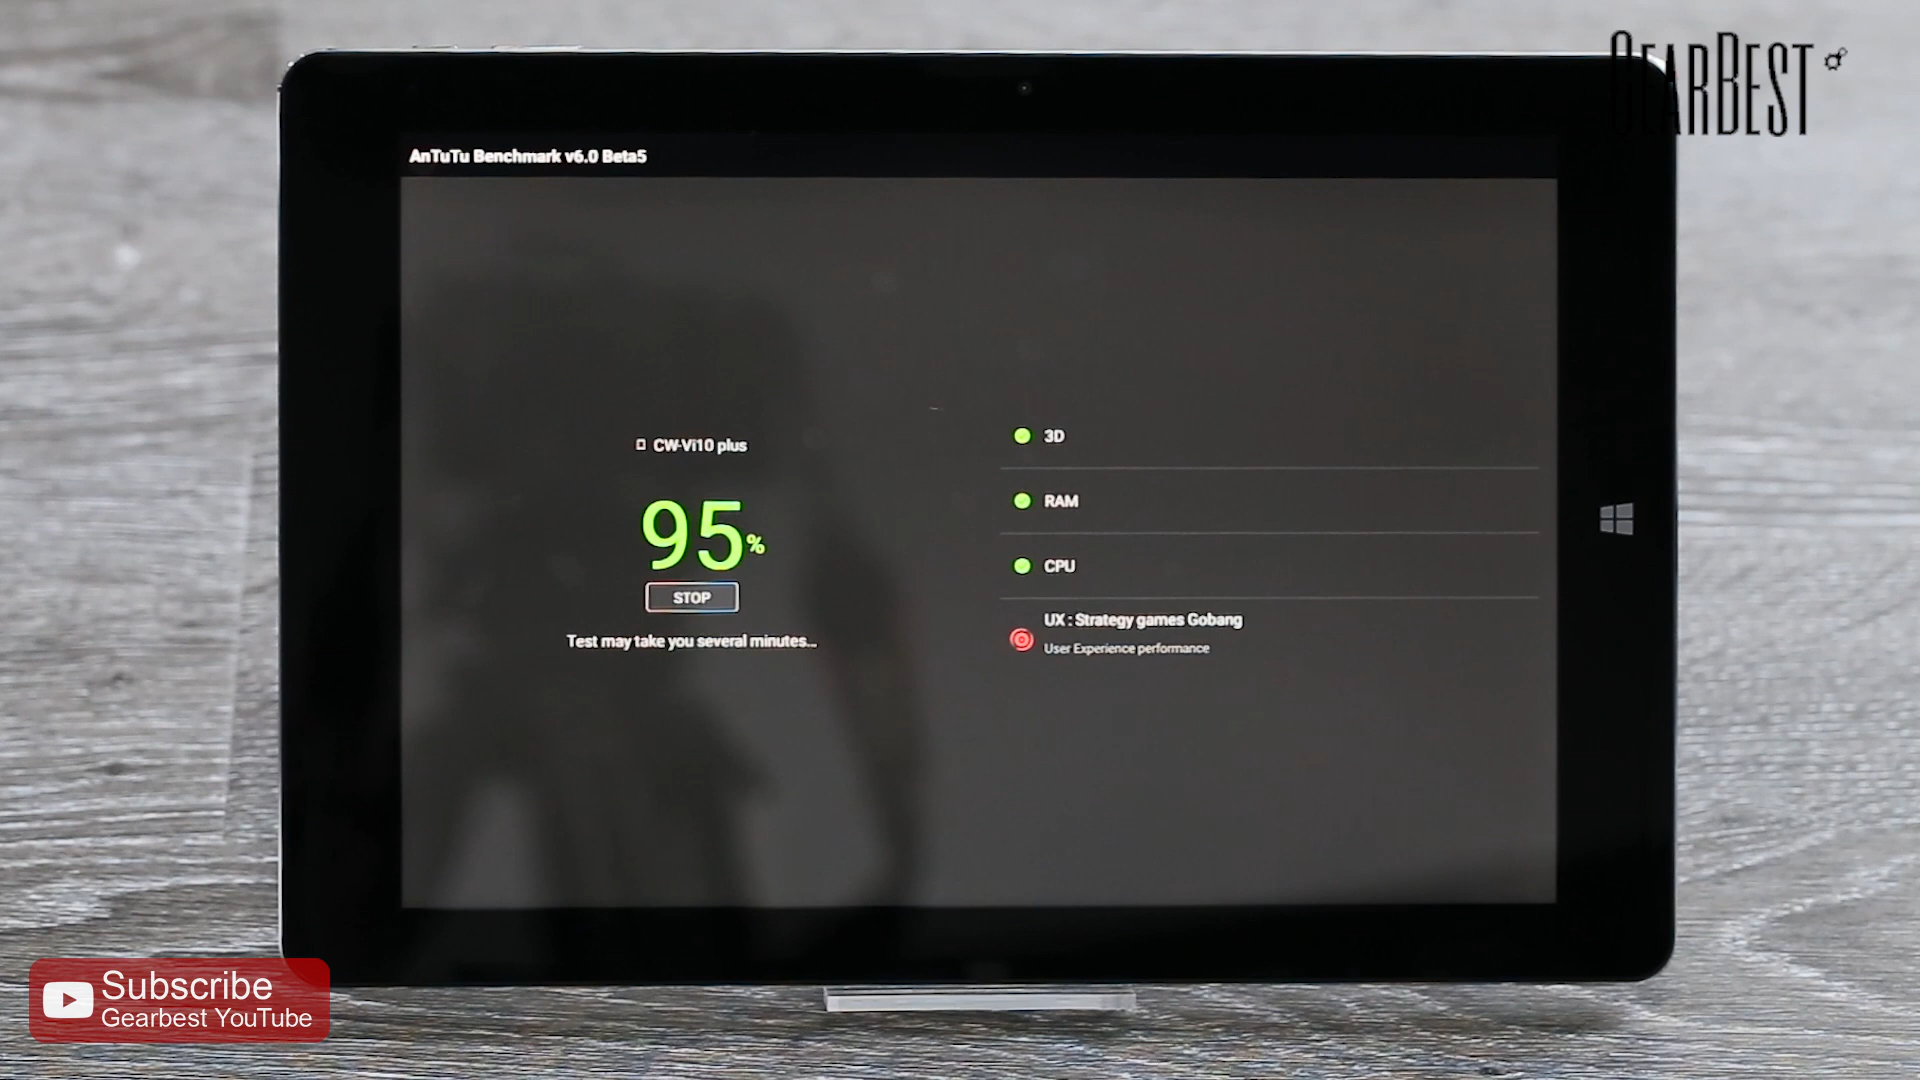 GEARBEST
AnTuTu Benchmark v6.0 Beta5
CW-Vi10 plus
95%
STOP
Test may take you several minutes...
3D
RAM
CPU
UX : Strategy games Gobang
User Experience performance
Subscribe
Gearbest YouTube